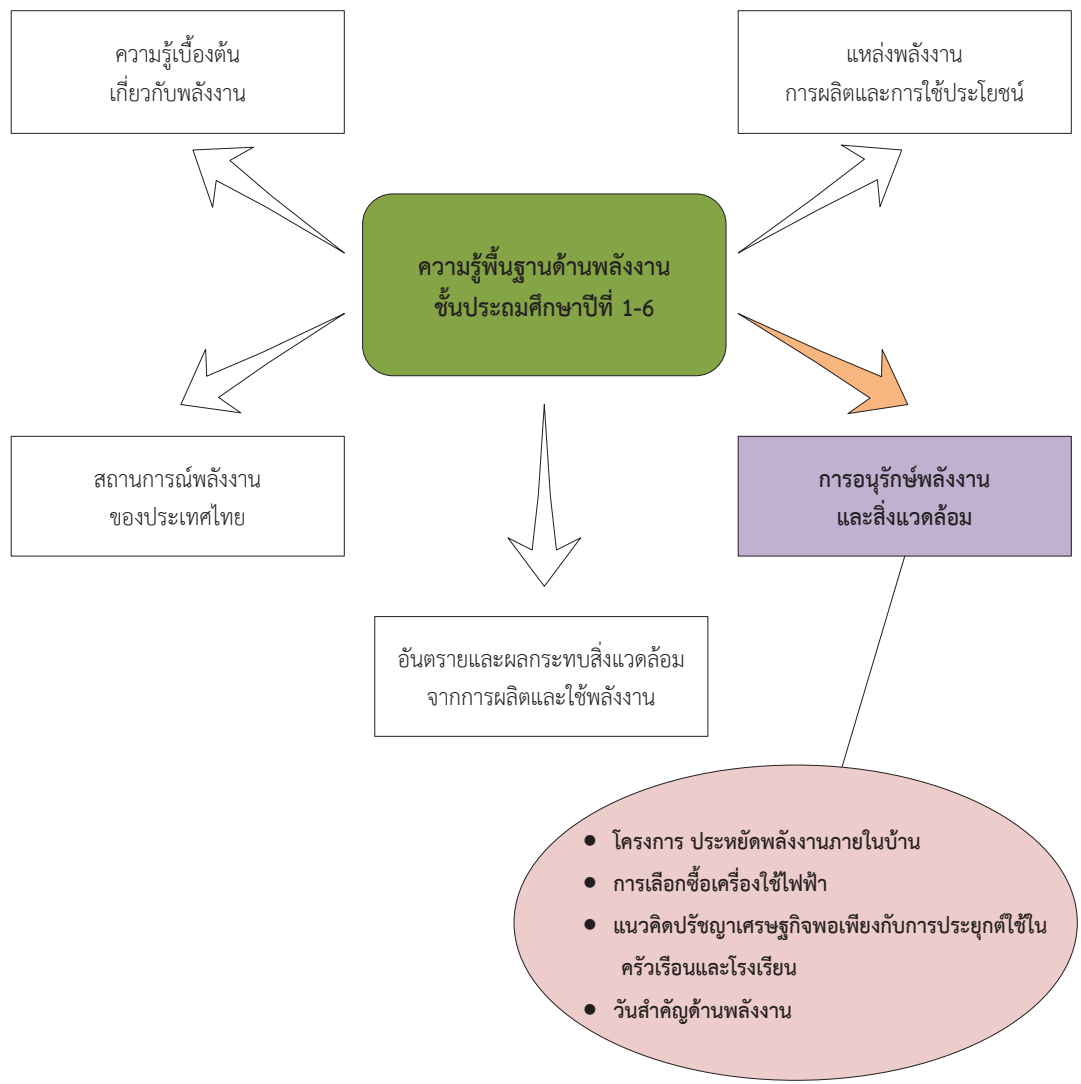 ความรู้เบื้องต้น
เกี่ยวกับพลังงาน
แหล่งพลังงาน
การผลิตและการใช้ประโยชน์
ความรู้พื้นฐานด้านพลังงาน
ชั้นประถมศึกษาปีที่ 1-6
สถานการณ์พลังงาน
ของประเทศไทย
การอนุรักษ์พลังงาน
และสิ่งแวดล้อม
อันตรายและผลกระทบสิ่งแวดล้อม
จากการผลิตและใช้พลังงาน
● โครงการ ประหยัดพลังงานภายในบ้าน
● การเลือกซื้อเครื่องใช้ไฟฟ้า
● แนวคิดปรัชญาเศรษฐกิจพอเพียงกับการประยุกต์ใช้ใน
ครัวเรือนและโรงเรียน
● วันสำคัญด้านพลังงาน